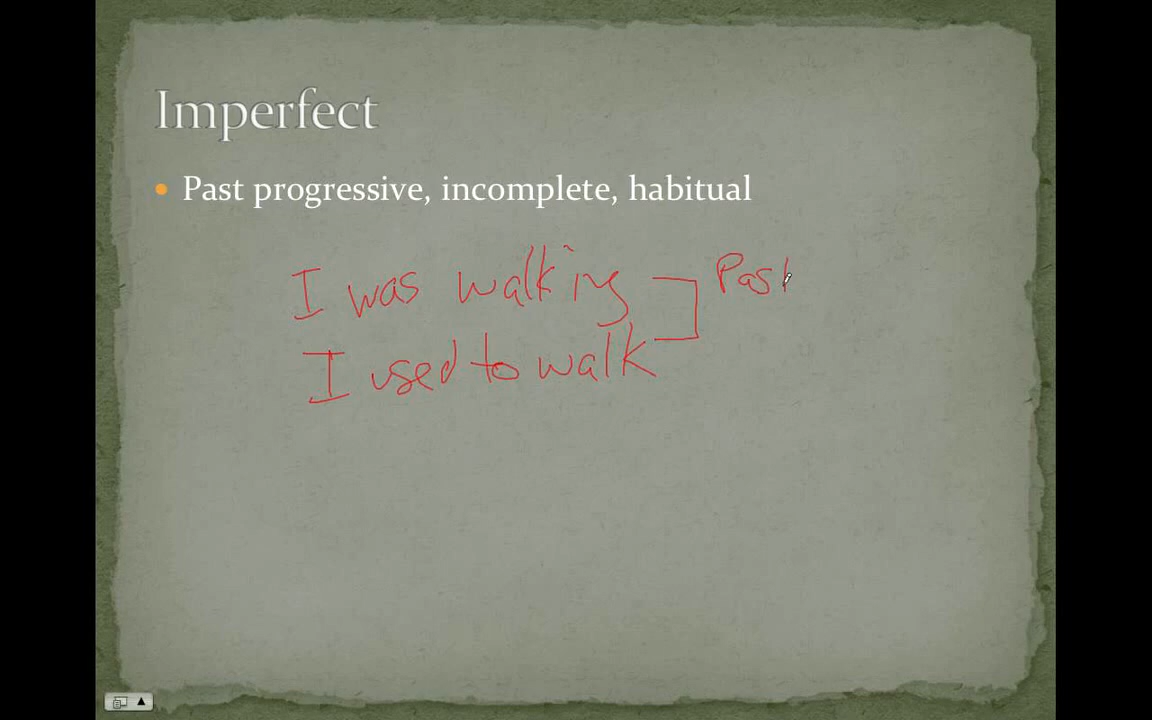 Imperfect
Past progressive, incomplete, habitual
I was walking Past
I used to walk